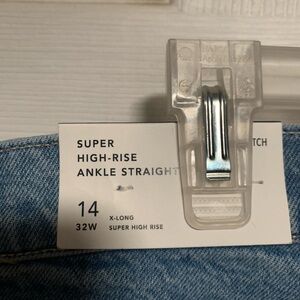 SUPER
HIGH-RISE
ANKLE STRAIGHT
TCH
14
32W
X-LONG
SUPER HIGH RISE